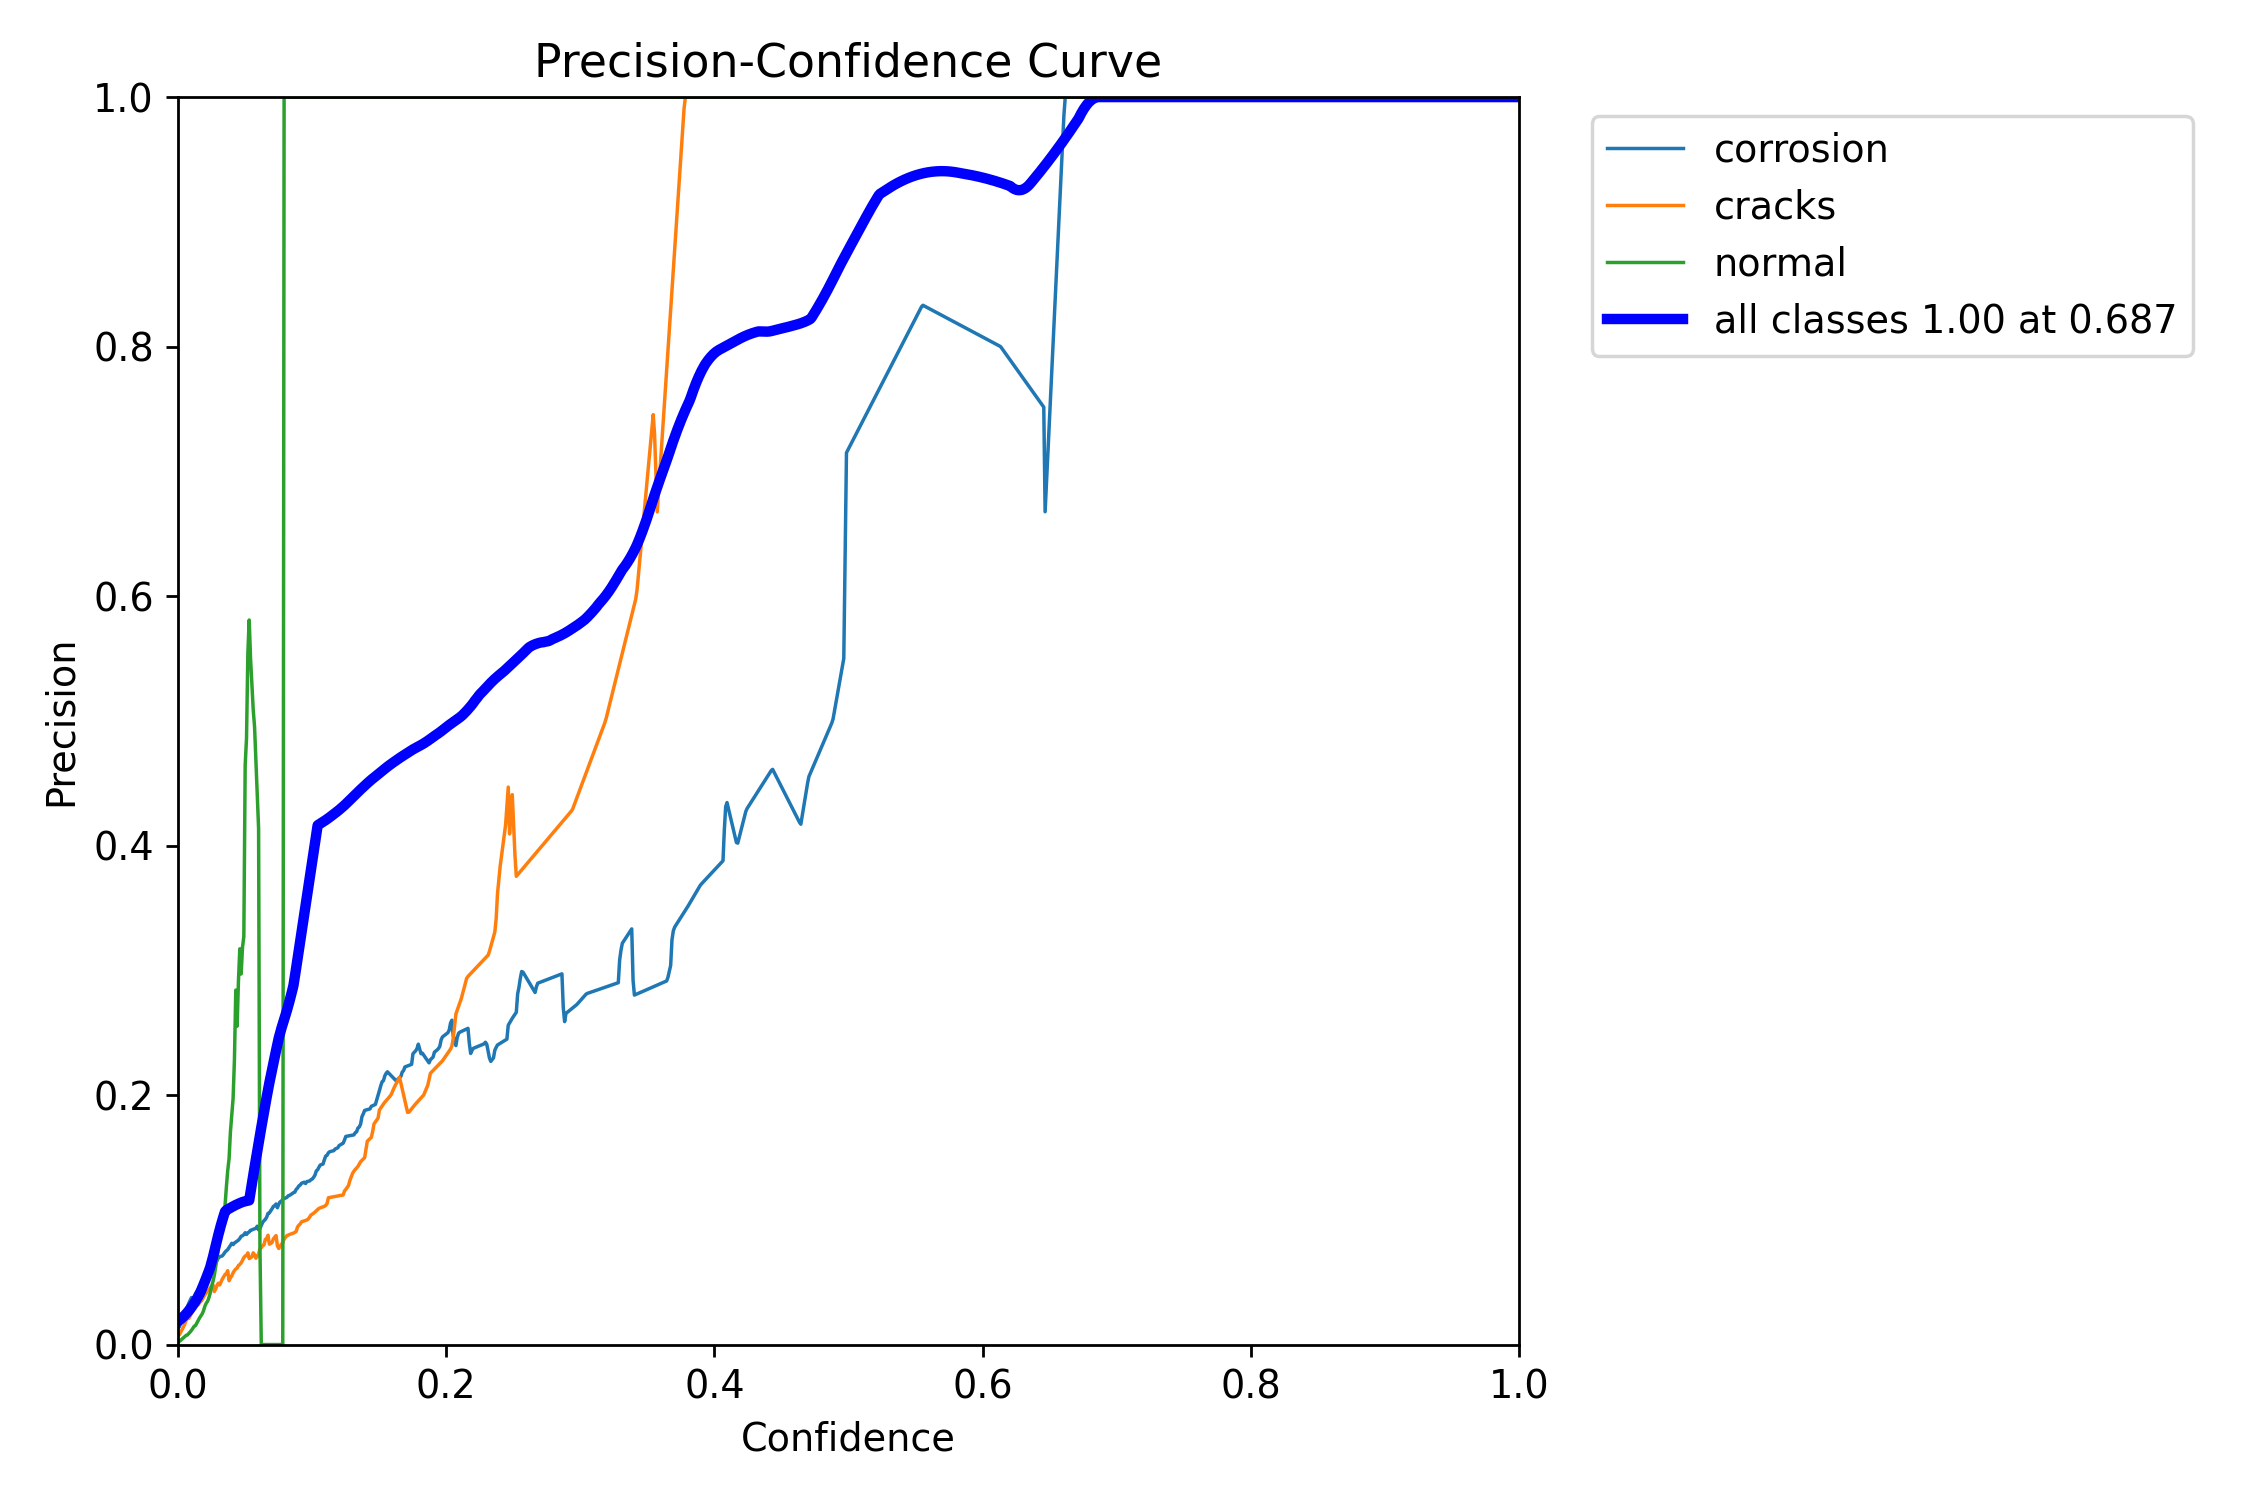 Precision-Confidence Curve
1.0
0.8
0.6
0.4
0.2
0.0
Precision
0.0 0.2 0.4 0.6 0.8 1.0
Confidence
corrosion
cracks
normal
all classes 1.00 at 0.687